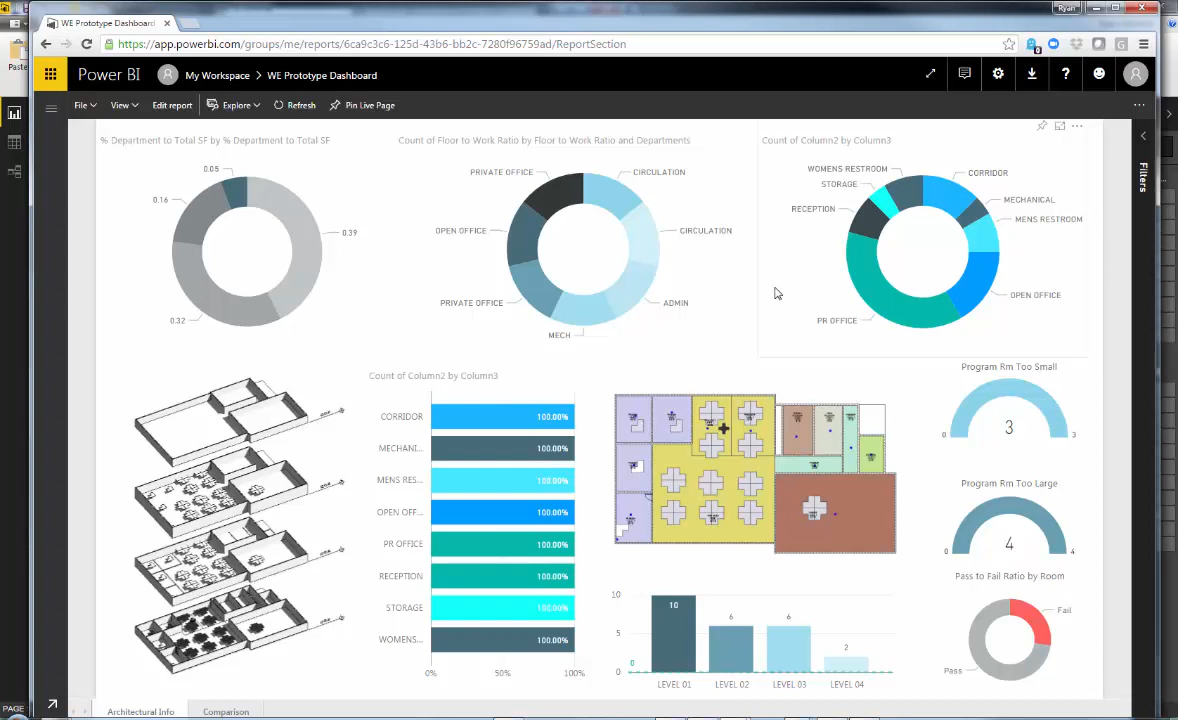 Ryan
WE Prototype Dashboard
https://app.powerbi.com/groups/me/reports/6ca9c3c6-125d-43b6-bb2c-7280f96759ad/ReportSection
Paste
Power BI
My Workspace > WE Prototype Dashboard
File View Edit report Explore Refresh Pin Live Page
Filters
% Department to Total SF by % Department to Total SF
0.05
0.16
0.39
0.32
Count of Floor to Work Ratio by Floor to Work Ratio and Departments
PRIVATE OFFICE
CIRCULATION
OPEN OFFICE
CIRCULATION
PRIVATE OFFICE
ADMIN
MECH
Count of Column2 by Column3
WOMENS RESTROOM
CORRIDOR
STORAGE
MECHANICAL
RECEPTION
MENS RESTROOM
OPEN OFFICE
PR OFFICE
Count of Column2 by Column3
CORRIDOR 100.00%
MECHANI... 100.00%
MENS RES... 100.00%
OPEN OFF... 100.00%
PR OFFICE 100.00%
RECEPTION 100.00%
STORAGE 100.00%
WOMENS... 100.00%
0% 50% 100%
Program Rm Too Small
3
0 3
Program Rm Too Large
4
0 4
Pass to Fail Ratio by Room
Fail
Pass
10
5
0
0
10
6
6
2
LEVEL 01 LEVEL 02 LEVEL 03 LEVEL 04
Architectural Info Comparison
PAGE